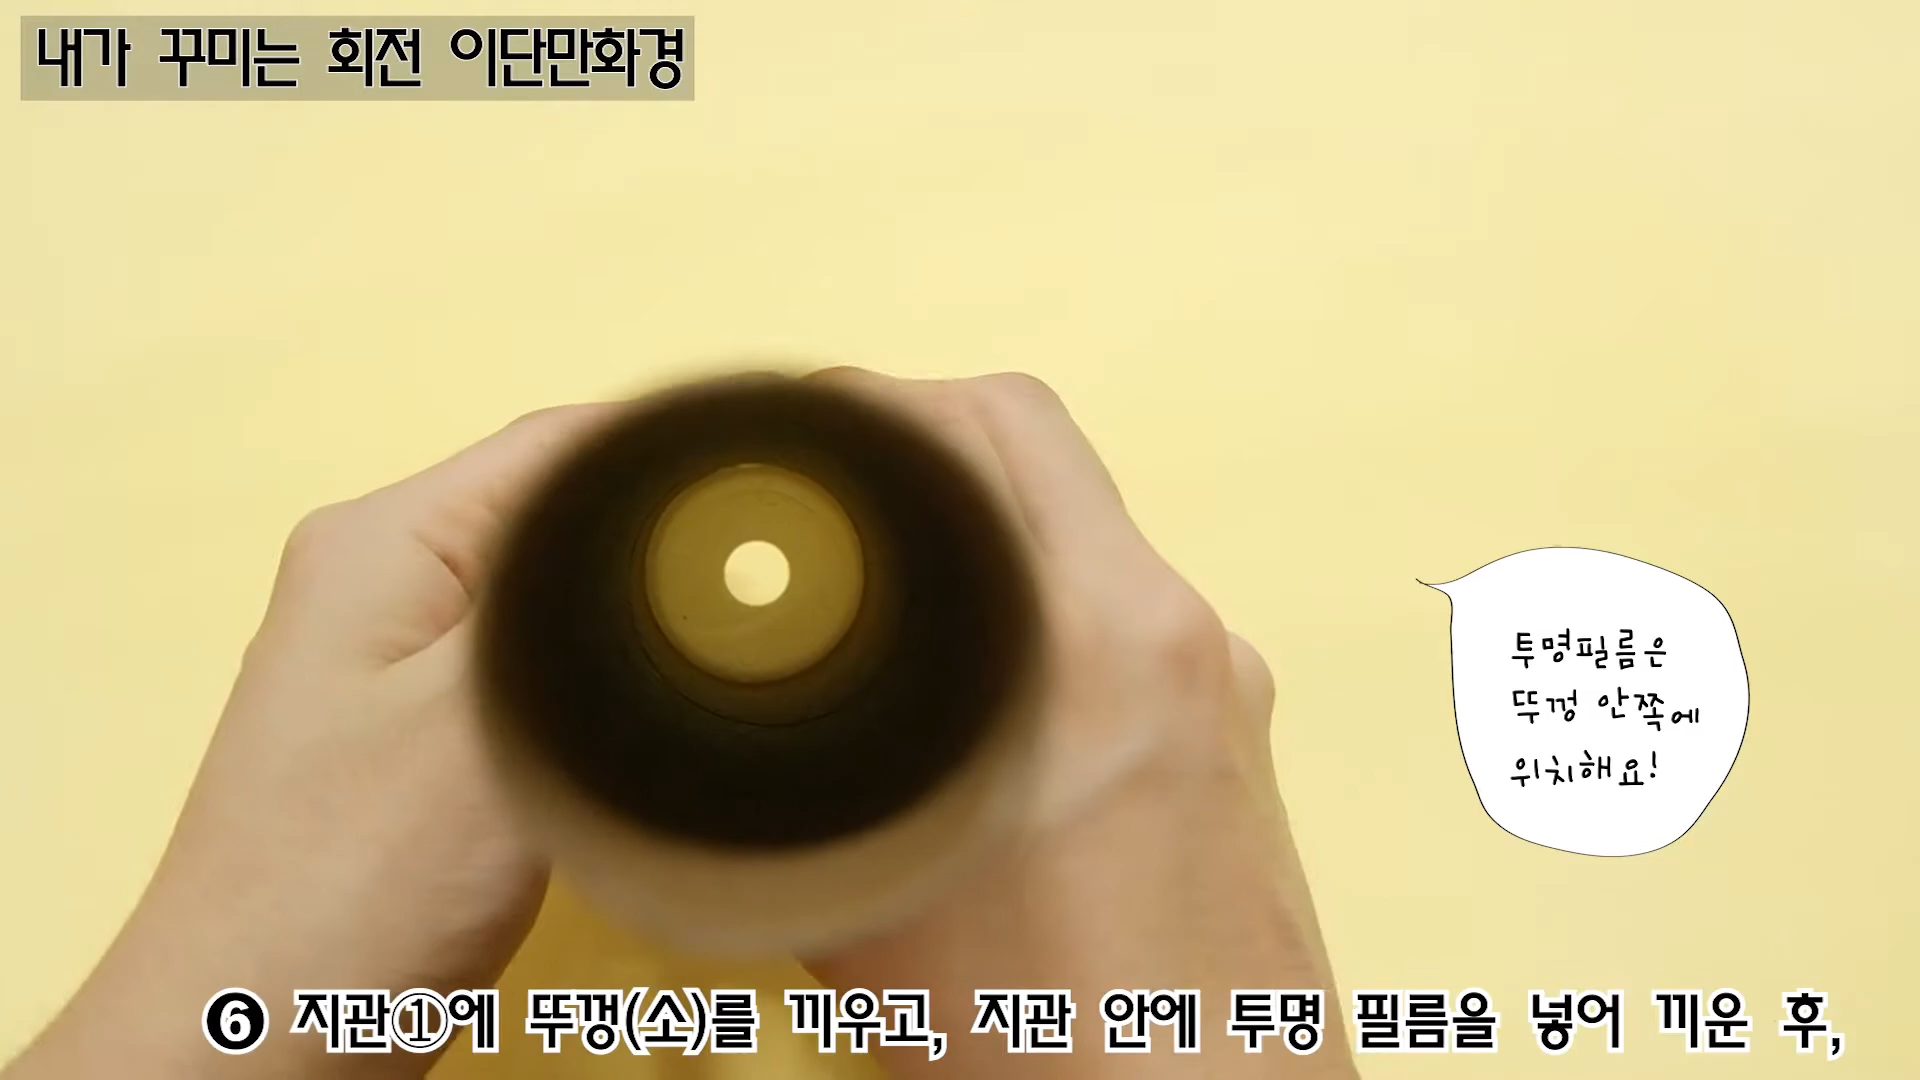 내가 꾸미는 회전 이단만화경
투명필름은
뚜껑 안쪽에
위치해요!
❻ 지관①에 뚜껑(소)를 끼우고, 지관 안에 투명 필름을 넣어 끼운 후,